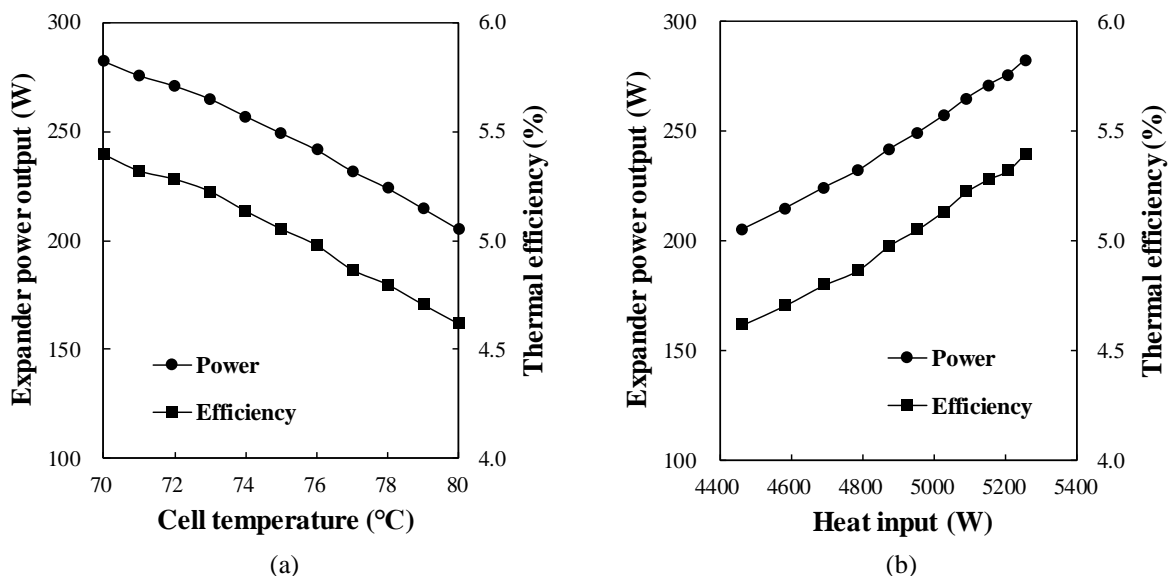 300
250
200
150
100
Expander power output (W)
6.0
5.5
5.0
4.5
4.0
Thermal efficiency (%)
Power
Efficiency
70 72 74 76 78 80
Cell temperature (°C)
(a)
300
250
200
150
100
Expander power output (W)
6.0
5.5
5.0
4.5
4.0
Thermal efficiency (%)
Power
Efficiency
4400 4600 4800 5000 5200 5400
Heat input (W)
(b)